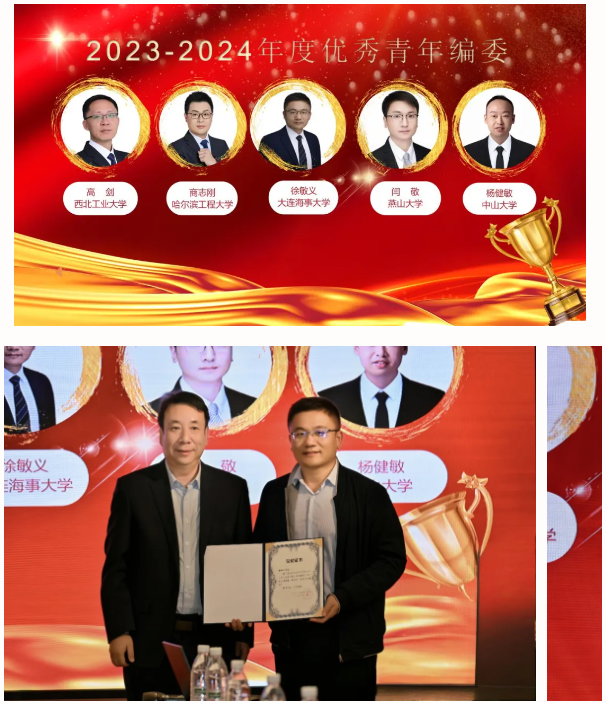 2023-2024年度优秀青年编委
高 剑
西北工业大学
商志刚
哈尔滨工程大学
徐敏义
大连海事大学
闫 敬
燕山大学
杨健敏
中山大学
徐敏义
连海事大学
敬
杨健敏
大学
学